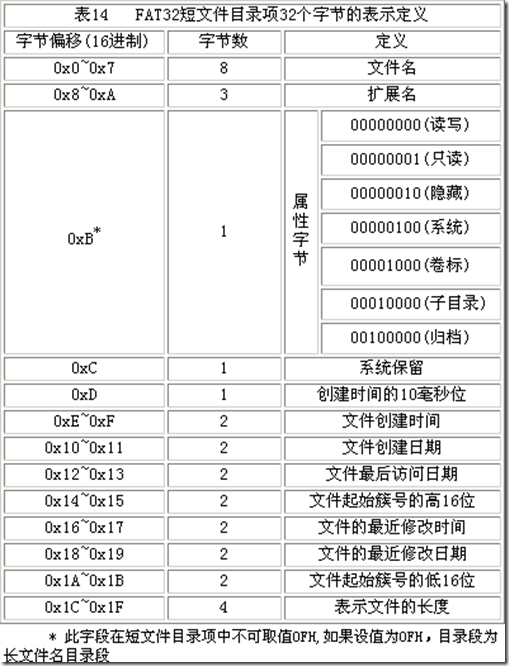 表14 FAT32短文件目录项32个字节的表示定义
字节偏移(16进制) 字节数 定义
0x0~0x7 8 文件名
0x8~0xA 3 扩展名
0xB* 1 属性字节 00000000(读写)
00000001(只读)
00000010(隐藏)
00000100(系统)
00001000(卷标)
00010000(子目录)
00100000(归档)
0xC 1 系统保留
0xD 1 创建时间的10毫秒位
0xE~0xF 2 文件创建时间
0x10~0x11 2 文件创建日期
0x12~0x13 2 文件最后访问日期
0x14~0x15 2 文件起始簇号的高16位
0x16~0x17 2 文件的最近修改时间
0x18~0x19 2 文件的最近修改日期
0x1A~0x1B 2 文件起始簇号的低16位
0x1C~0x1F 4 表示文件的长度
* 此字段在短文件目录项中不可取值0FH,如果设值为0FH，目录段为
长文件名目录段